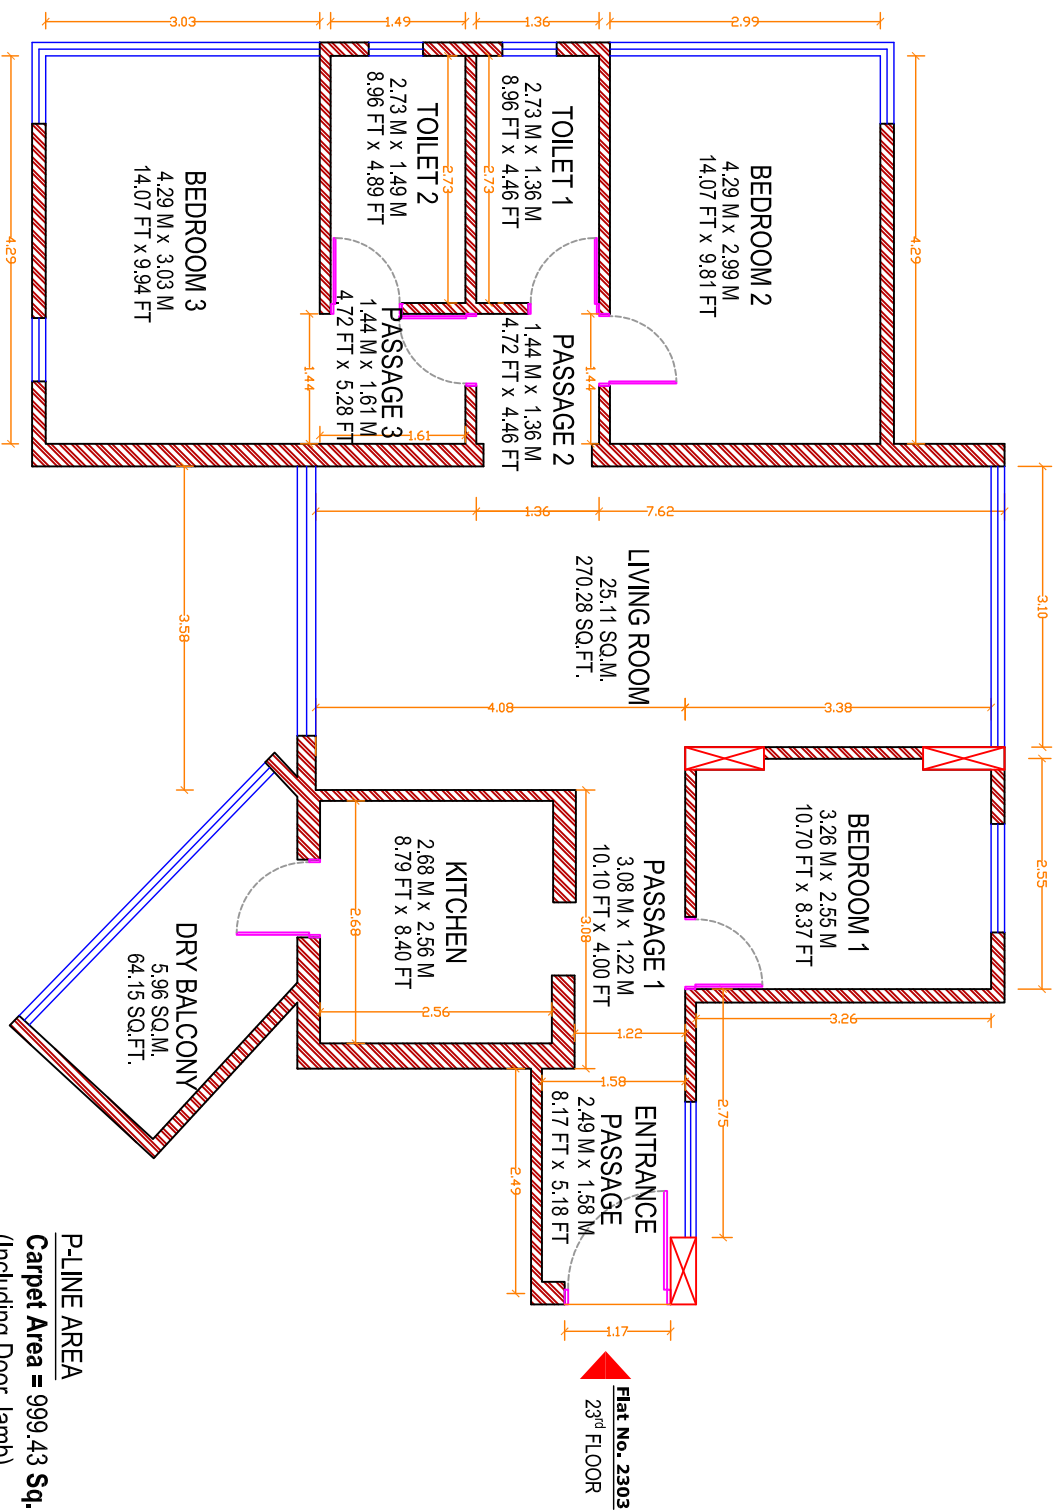 BEDROOM 2
4.29 M x 2.99 M
14.07 FT x 9.81 FT
TOILET 1
2.73 M x 1.36 M
8.96 FT x 4.46 FT
TOILET 2
2.73 M x 1.49 M
8.96 FT x 4.89 FT
BEDROOM 3
4.29 M x 3.03 M
14.07 FT x 9.94 FT
PASSAGE 2
1.44 M x 1.36 M
4.72 FT x 4.46 FT
PASSAGE 3
1.44 M x 1.61 M
4.72 FT x 5.28 FT
LIVING ROOM
25.11 SQ.M.
270.28 SQ.FT.
BEDROOM 1
3.26 M x 2.55 M
10.70 FT x 8.37 FT
PASSAGE 1
3.08 M x 1.22 M
10.10 FT x 4.00 FT
KITCHEN
2.68 M x 2.56 M
8.79 FT x 8.40 FT
DRY BALCONY
5.96 SQ.M.
64.15 SQ.FT.
ENTRANCE
PASSAGE
2.49 M x 1.58 M
8.17 FT x 5.18 FT
Flat No. 2303
23rd FLOOR
P-LINE AREA
Carpet Area = 999.43 Sq.
(Including Door Jamb)
3.03
1.49
1.36
2.99
4.29
2.73
2.73
4.29
1.44
1.44
1.61
1.36
7.62
3.10
3.58
4.08
3.38
2.55
3.08
2.68
2.56
1.22
3.26
1.58
2.75
2.49
1.17